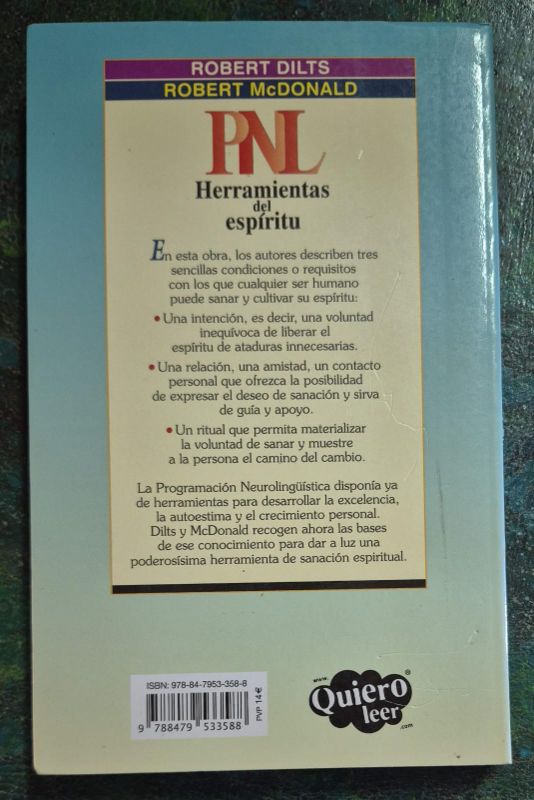 ROBERT DILTS
ROBERT McDONALD
PNL
Herramientas
del
espíritu
En esta obra, los autores describen tres
sencillas condiciones o requisitos
con los que cualquier ser humano
puede sanar y cultivar su espíritu:
• Una intención, es decir, una voluntad
inequívoca de liberar el
espíritu de ataduras innecesarias.
• Una relación, una amistad, un contacto
personal que ofrezca la posibilidad
de expresar el deseo de sanación y sirva
de guía y apoyo.
• Un ritual que permita materializar
la voluntad de sanar y muestre
a la persona el camino del cambio.
La Programación Neurolingüística disponía ya
de herramientas para desarrollar la excelencia,
la autoestima y el crecimiento personal.
Dilts y McDonald recogen ahora las bases
de ese conocimiento para dar a luz una
poderosísima herramienta de sanación espiritual.
ISBN: 978-84-7953-358-8
9 788479 533588
PVP 14 €
www.
Quiero
leer
.com
®